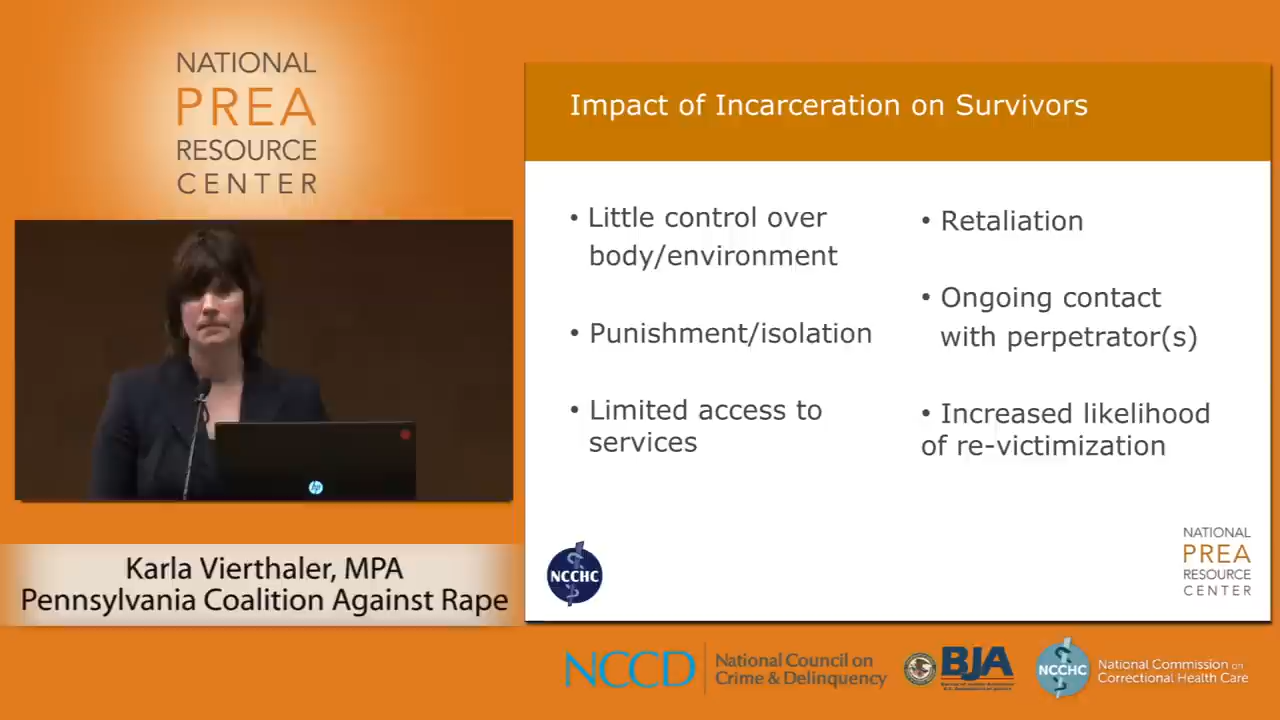 NATIONAL
PREA
RESOURCE
CENTER
Karla Vierthaler, MPA
Pennsylvania Coalition Against Rape
Impact of Incarceration on Survivors
• Little control over
body/environment
• Punishment/isolation
• Limited access to
services
• Retaliation
• Ongoing contact
with perpetrator(s)
• Increased likelihood
of re-victimization
NCCHC
NATIONAL
PREA
RESOURCE
CENTER
hp
NCCD
National Council on
Crime & Delinquency
BJA
NCCHC
National Commission on
Correctional Health Care